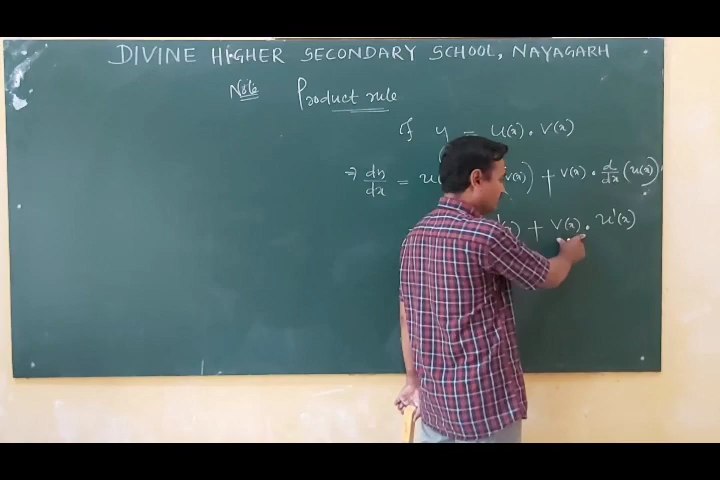 DIVINE HIGHER SECONDARY SCHOOL, NAYAGARH
Note Product rule
If y = u(x) • v(x)
⇒ dy/dx = u v(x)) + v(x) • d/dx (u(x))
(x) + v(x) • u'(x)